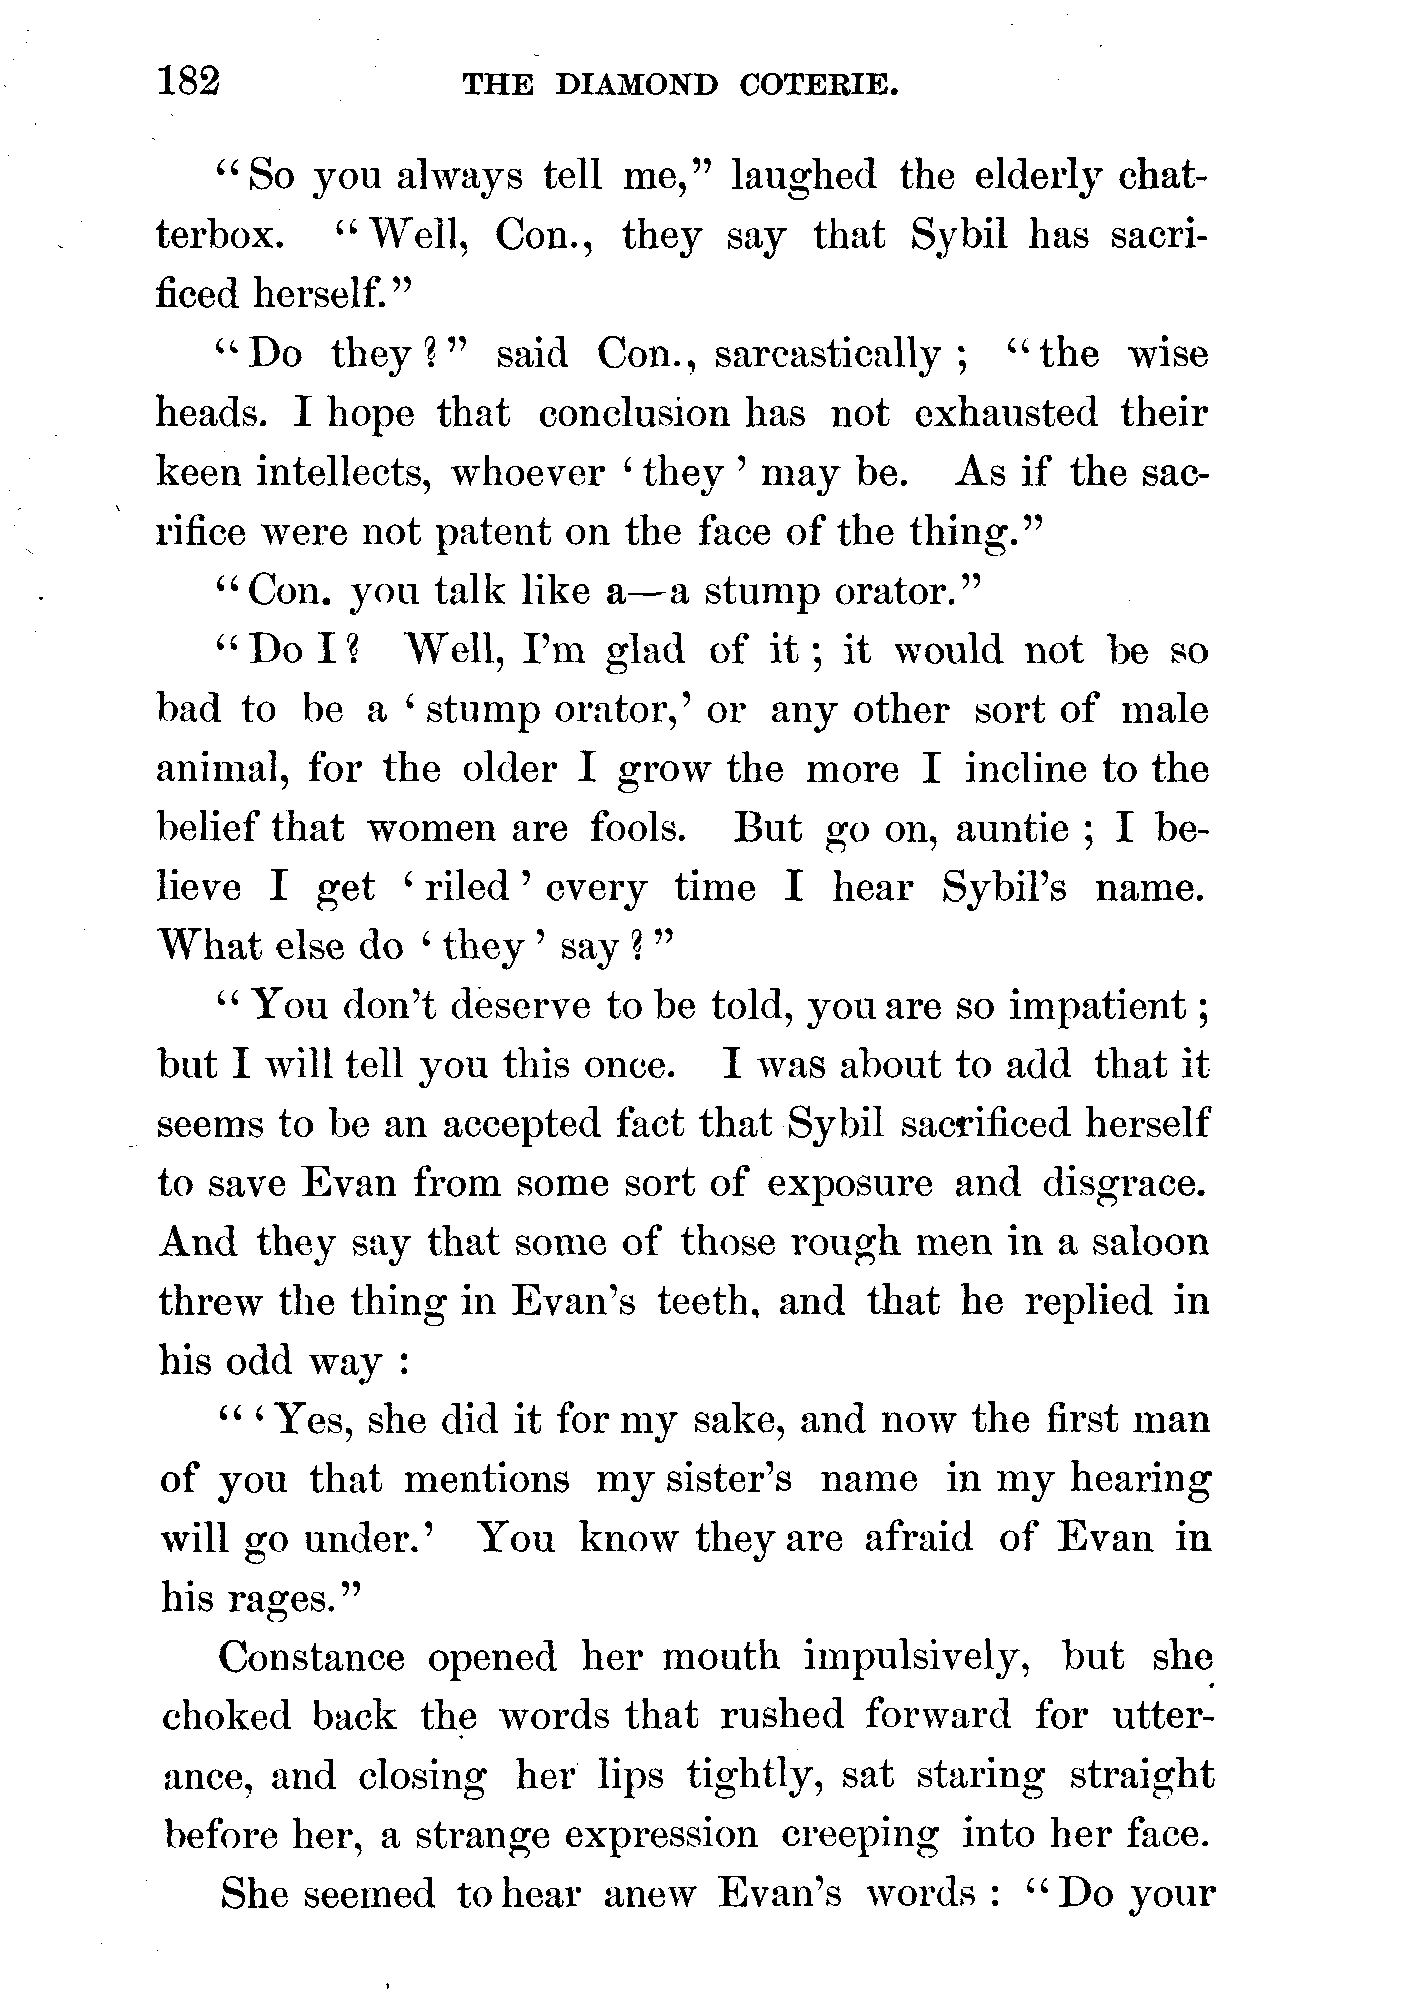 182 THE DIAMOND COTERIE.
“So you always tell me,” laughed the elderly chat-
terbox. “Well, Con., they say that Sybil has sacri-
ficed herself.”
“Do they?” said Con., sarcastically; “the wise
heads. I hope that conclusion has not exhausted their
keen intellects, whoever ‘they’ may be. As if the sac-
rifice were not patent on the face of the thing.”
“Con. you talk like a—a stump orator.”
“Do I? Well, I’m glad of it; it would not be so
bad to be a ‘stump orator,’ or any other sort of male
animal, for the older I grow the more I incline to the
belief that women are fools. But go on, auntie; I be-
lieve I get ‘riled’ every time I hear Sybil’s name.
What else do ‘they’ say?”
“You don’t deserve to be told, you are so impatient;
but I will tell you this once. I was about to add that it
seems to be an accepted fact that Sybil sacrificed herself
to save Evan from some sort of exposure and disgrace.
And they say that some of those rough men in a saloon
threw the thing in Evan’s teeth, and that he replied in
his odd way:
“‘Yes, she did it for my sake, and now the first man
of you that mentions my sister’s name in my hearing
will go under.’ You know they are afraid of Evan in
his rages.”
Constance opened her mouth impulsively, but she
choked back the words that rushed forward for utter-
ance, and closing her lips tightly, sat staring straight
before her, a strange expression creeping into her face.
She seemed to hear anew Evan’s words: “Do your